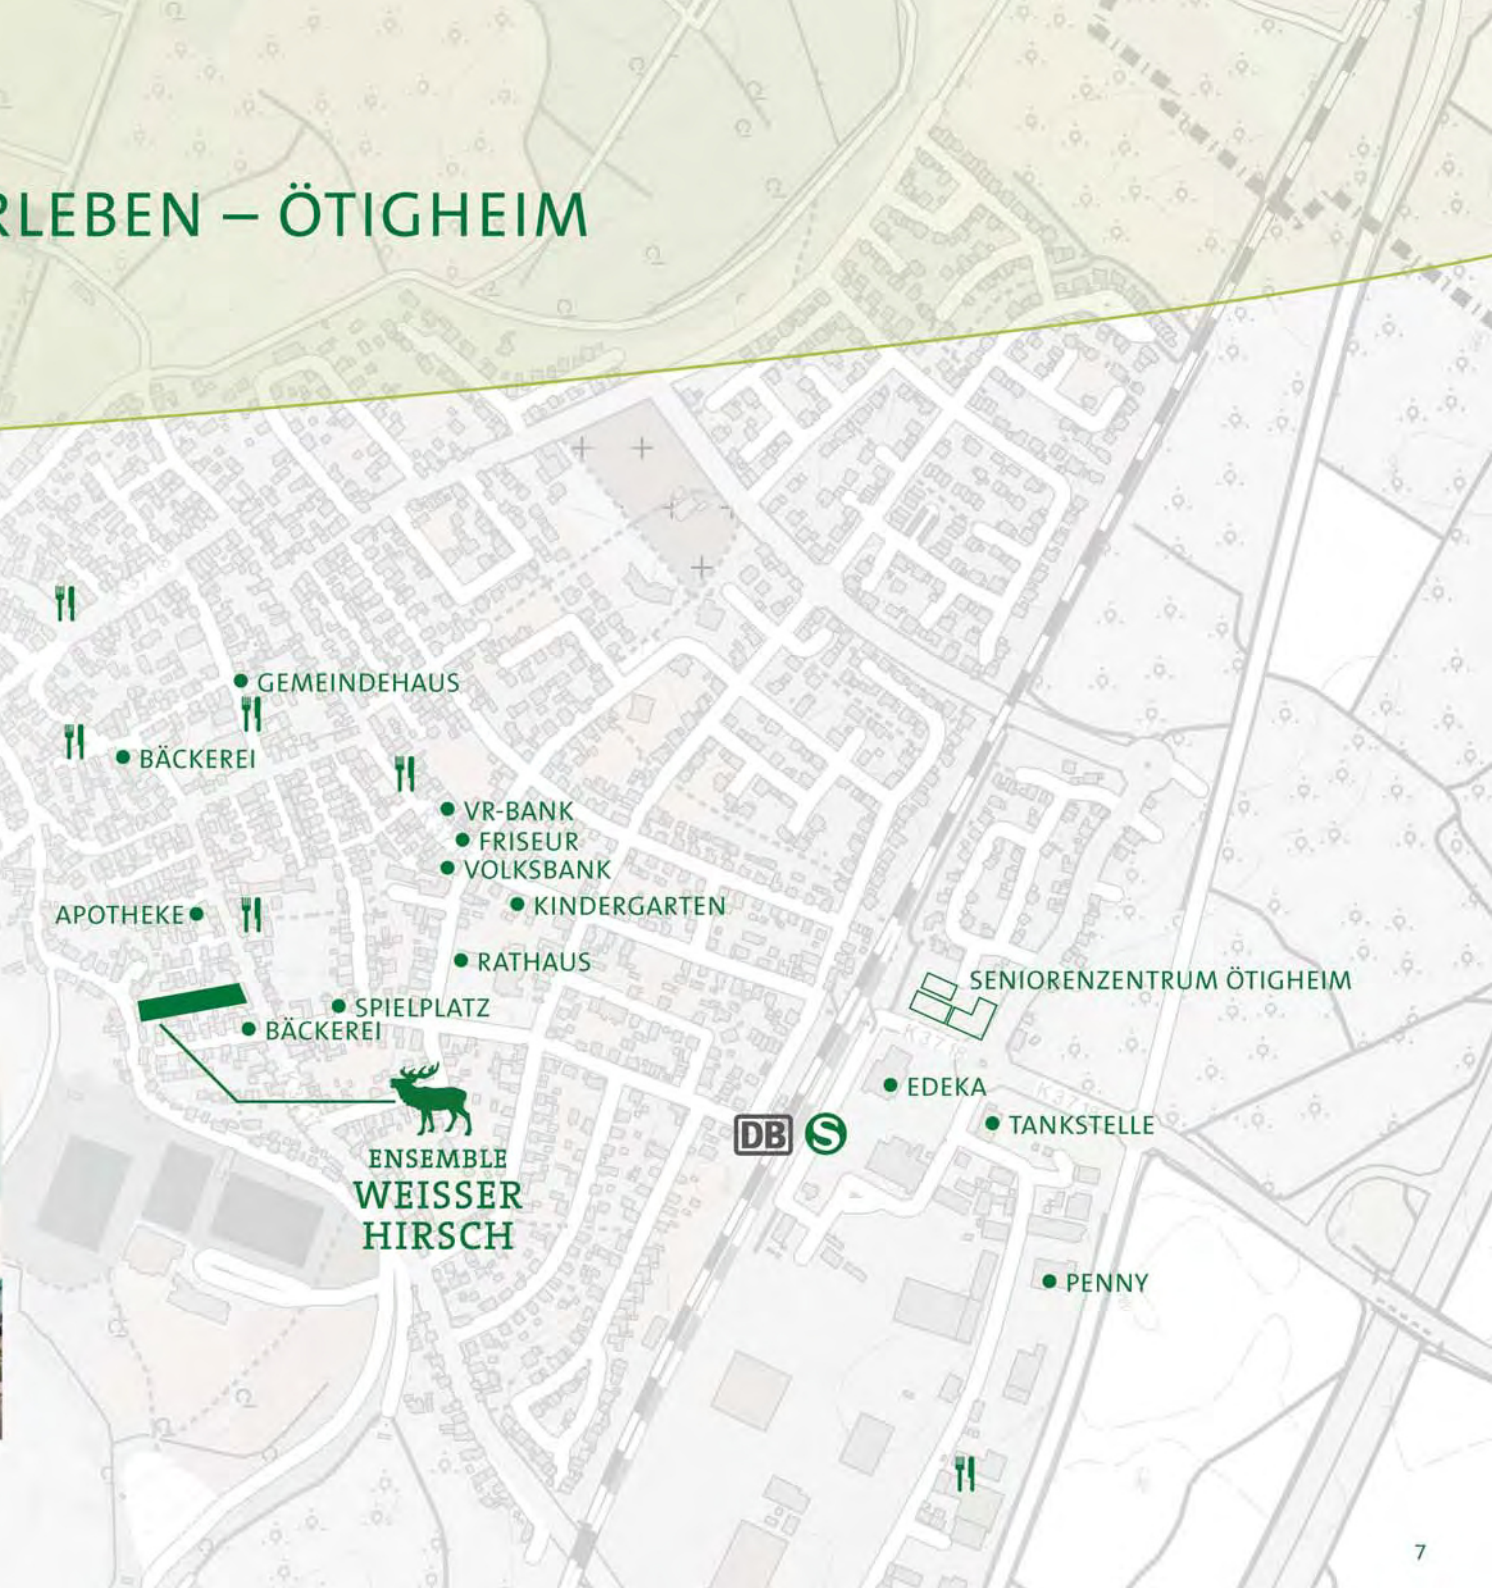 RLEBEN – ÖTIGHEIM
GEMEINDEHAUS
BÄCKEREI
VR-BANK
FRISEUR
VOLKSBANK
KINDERGARTEN
APOTHEKE
RATHAUS
SENIORENZENTRUM ÖTIGHEIM
SPIELPLATZ
BÄCKEREI
EDEKA
TANKSTELLE
DB S
ENSEMBLE
WEISSER
HIRSCH
PENNY
7